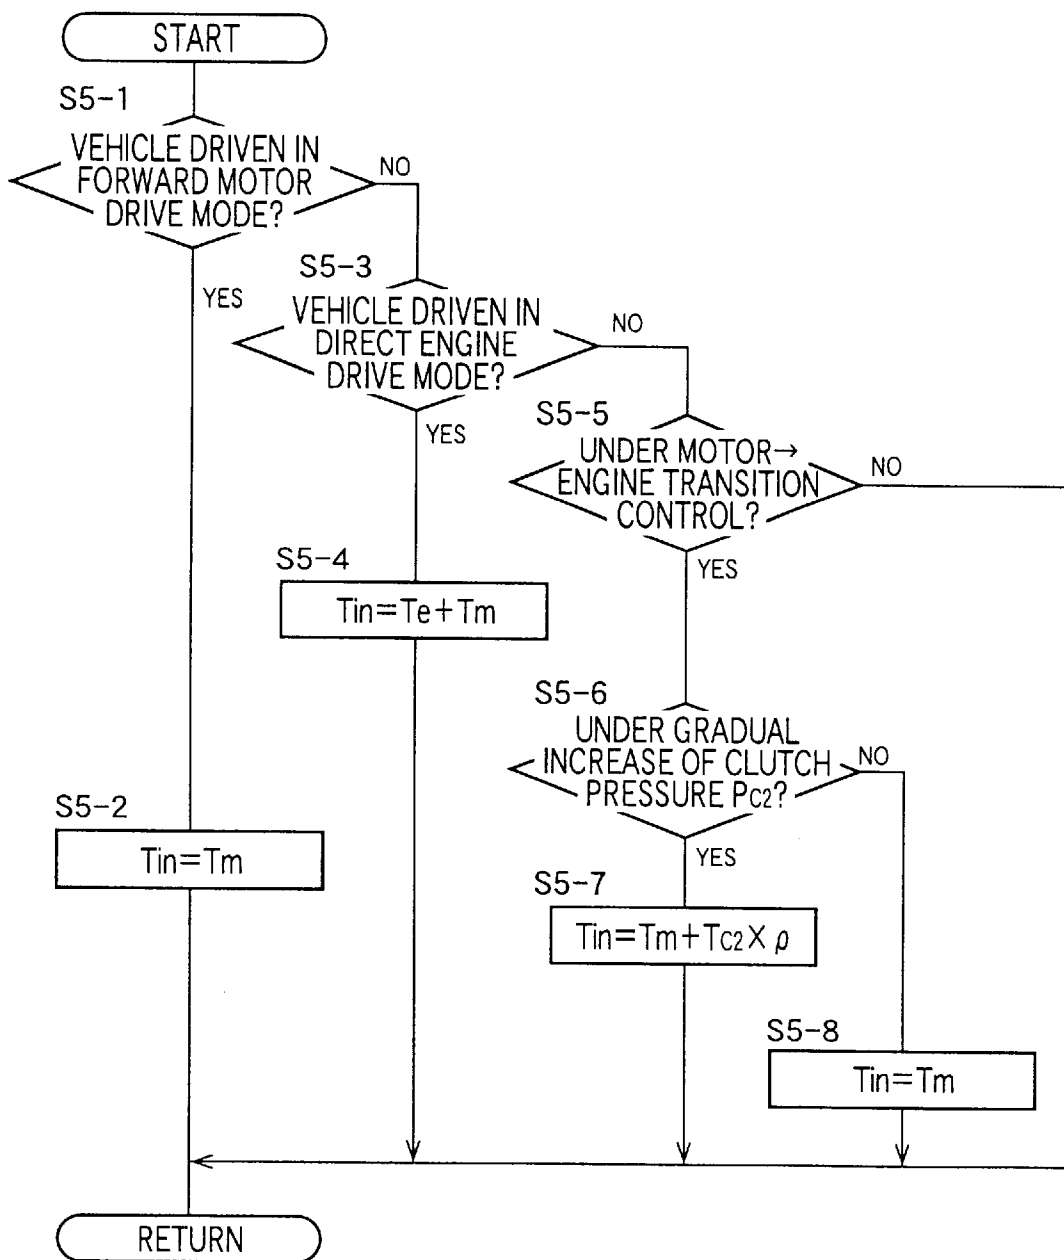 START
S5-1
VEHICLE DRIVEN IN
FORWARD MOTOR
DRIVE MODE?
NO
YES
S5-3
VEHICLE DRIVEN IN
DIRECT ENGINE
DRIVE MODE?
NO
YES
S5-5
UNDER MOTOR→
ENGINE TRANSITION
CONTROL?
NO
YES
S5-4
Tin=Te+Tm
S5-6
UNDER GRADUAL
INCREASE OF CLUTCH
PRESSURE PC2?
NO
YES
S5-2
Tin=Tm
S5-7
Tin=Tm+TC2×ρ
S5-8
Tin=Tm
RETURN